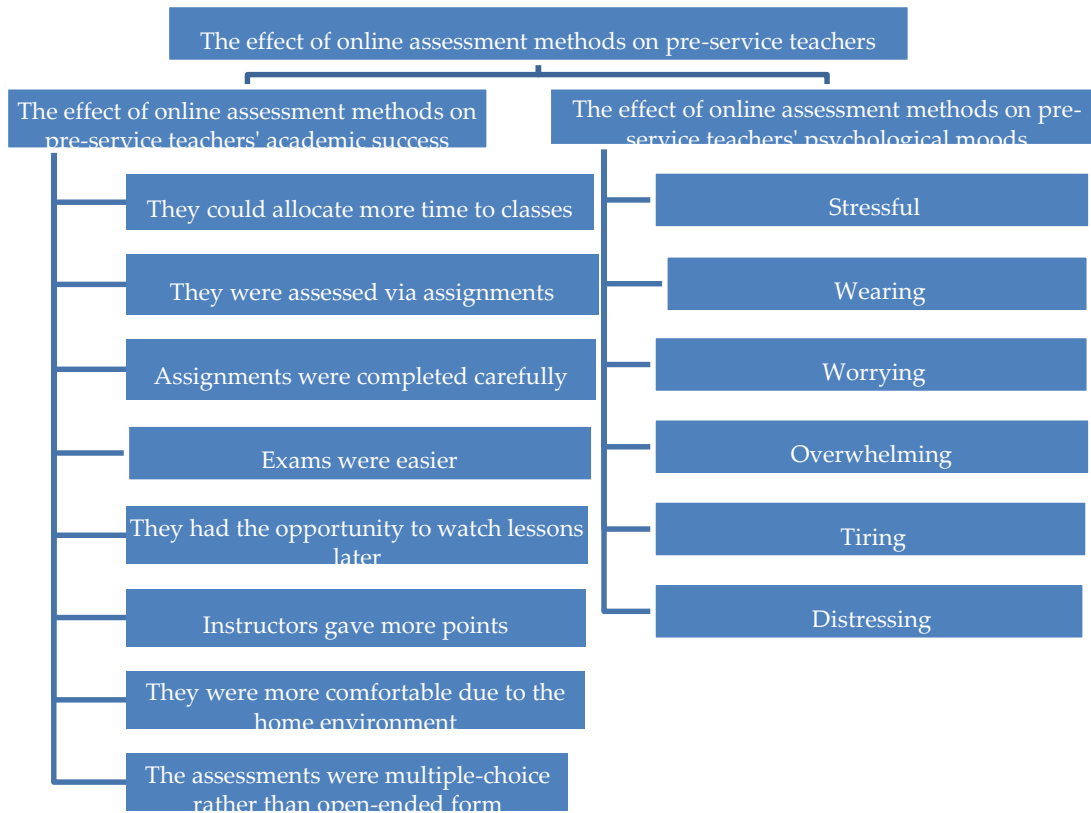 The effect of online assessment methods on pre-service teachers
The effect of online assessment methods on
pre-service teachers' academic success
They could allocate more time to classes
They were assessed via assignments
Assignments were completed carefully
Exams were easier
They had the opportunity to watch lessons
later
Instructors gave more points
They were more comfortable due to the
home environment
The assessments were multiple-choice
rather than open-ended form
The effect of online assessment methods on pre-
service teachers' psychological moods
Stressful
Wearing
Worrying
Overwhelming
Tiring
Distressing